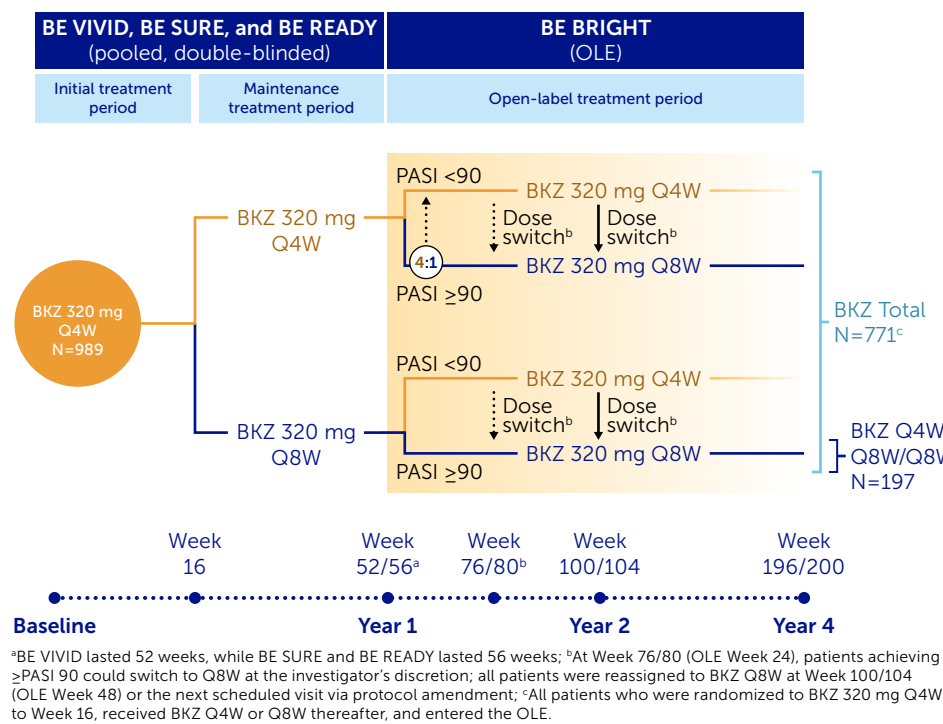 BE VIVID, BE SURE, and BE READY
(pooled, double-blinded)
BE BRIGHT
(OLE)
Initial treatment
period
Maintenance
treatment period
Open-label treatment period
PASI <90
BKZ 320 mg Q4W
BKZ 320 mg
Q4W
Dose
switchᵇ
Dose
switchᵇ
4:1
BKZ 320 mg Q8W
PASI ≥90
BKZ 320 mg
Q4W
N=989
BKZ Total
N=771ᶜ
PASI <90
BKZ 320 mg Q4W
BKZ 320 mg
Q8W
Dose
switchᵇ
Dose
switchᵇ
BKZ 320 mg Q8W
PASI ≥90
BKZ Q4W
Q8W/Q8W
N=197
Week
16
Week
52/56ᵃ
Week
76/80ᵇ
Week
100/104
Week
196/200
Baseline
Year 1
Year 2
Year 4
ᵃBE VIVID lasted 52 weeks, while BE SURE and BE READY lasted 56 weeks; ᵇAt Week 76/80 (OLE Week 24), patients achieving
≥PASI 90 could switch to Q8W at the investigator's discretion; all patients were reassigned to BKZ Q8W at Week 100/104
(OLE Week 48) or the next scheduled visit via protocol amendment; ᶜAll patients who were randomized to BKZ 320 mg Q4W
to Week 16, received BKZ Q4W or Q8W thereafter, and entered the OLE.